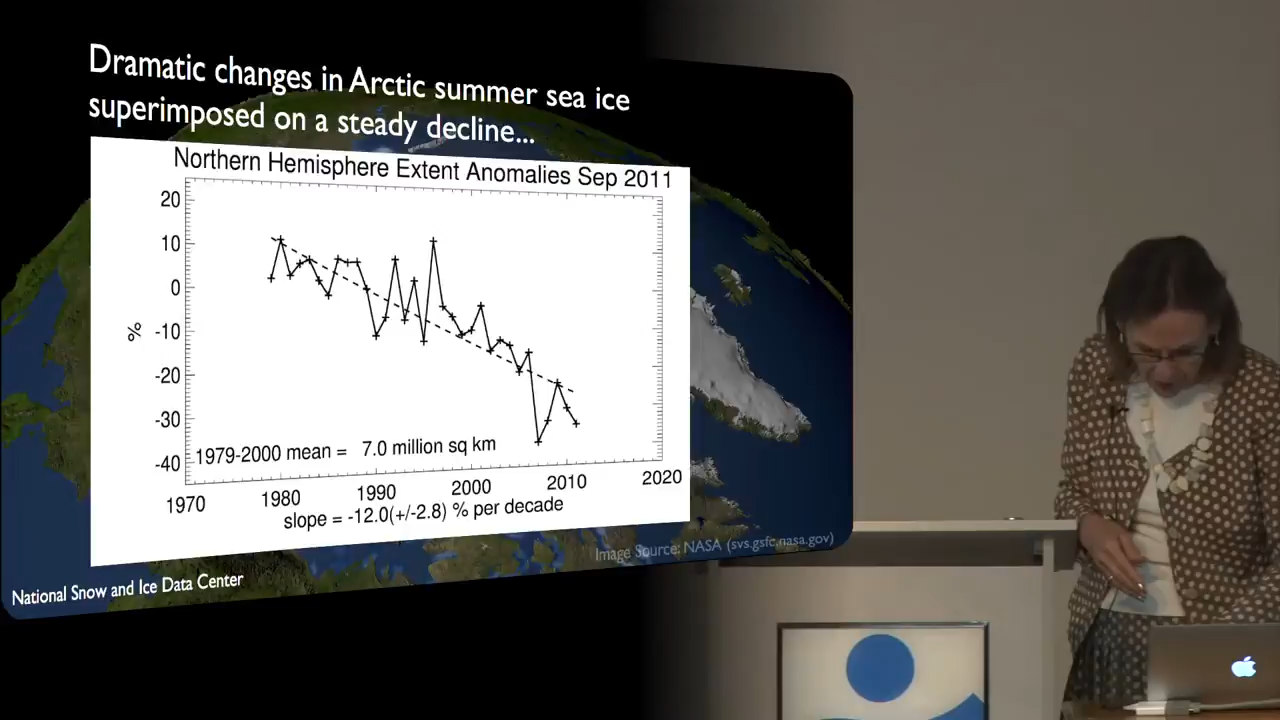 Dramatic changes in Arctic summer sea ice
superimposed on a steady decline...
Northern Hemisphere Extent Anomalies Sep 2011
20
10
0
-10
-20
-30
-40
%
1979-2000 mean = 7.0 million sq km
1970 1980 1990 2000 2010 2020
slope = -12.0(+/-2.8) % per decade
Image Source: NASA (svs.gsfc.nasa.gov)
National Snow and Ice Data Center